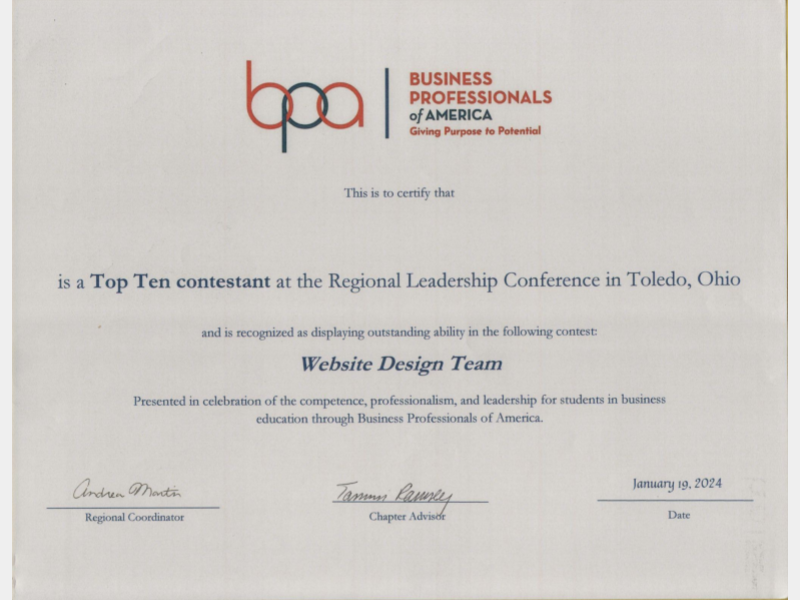 bpa
BUSINESS
PROFESSIONALS
of AMERICA
Giving Purpose to Potential
This is to certify that
is a Top Ten contestant at the Regional Leadership Conference in Toledo, Ohio
and is recognized as displaying outstanding ability in the following contest:
Website Design Team
Presented in celebration of the competence, professionalism, and leadership for students in business
education through Business Professionals of America.
Andrea Martin
Regional Coordinator
Chapter Advisor
January 19, 2024
Date